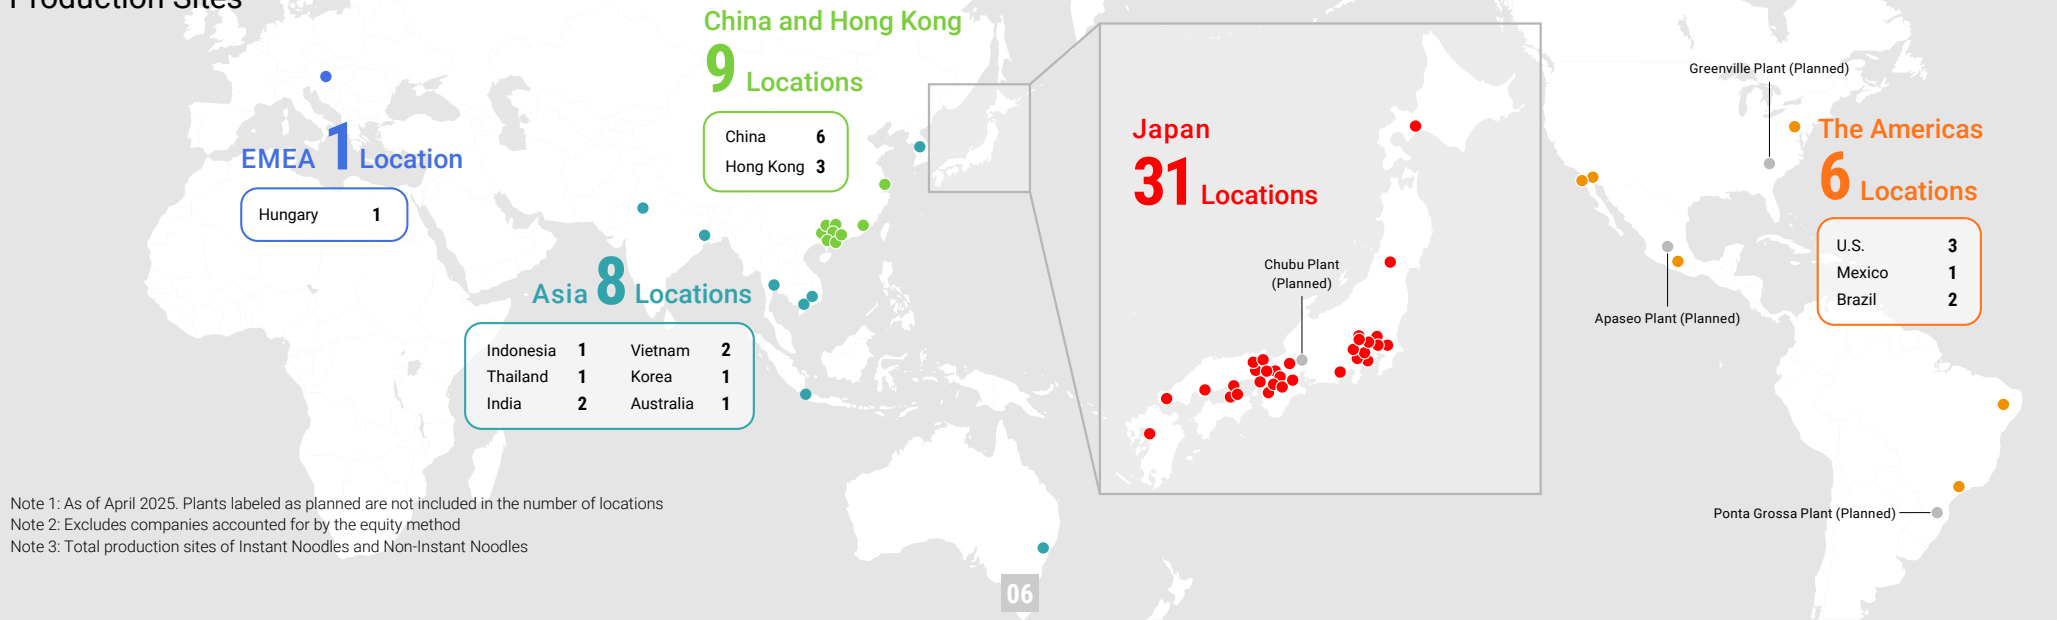 Production Sites
China and Hong Kong
9 Locations
China 6
Hong Kong 3
EMEA 1 Location
Hungary 1
Asia 8 Locations
Indonesia 1 Vietnam 2
Thailand 1 Korea 1
India 2 Australia 1
Japan
31 Locations
Chubu Plant
(Planned)
Greenville Plant (Planned)
The Americas
6 Locations
U.S. 3
Mexico 1
Brazil 2
Apaseo Plant (Planned)
Ponta Grossa Plant (Planned)
Note 1: As of April 2025. Plants labeled as planned are not included in the number of locations
Note 2: Excludes companies accounted for by the equity method
Note 3: Total production sites of Instant Noodles and Non-Instant Noodles
06